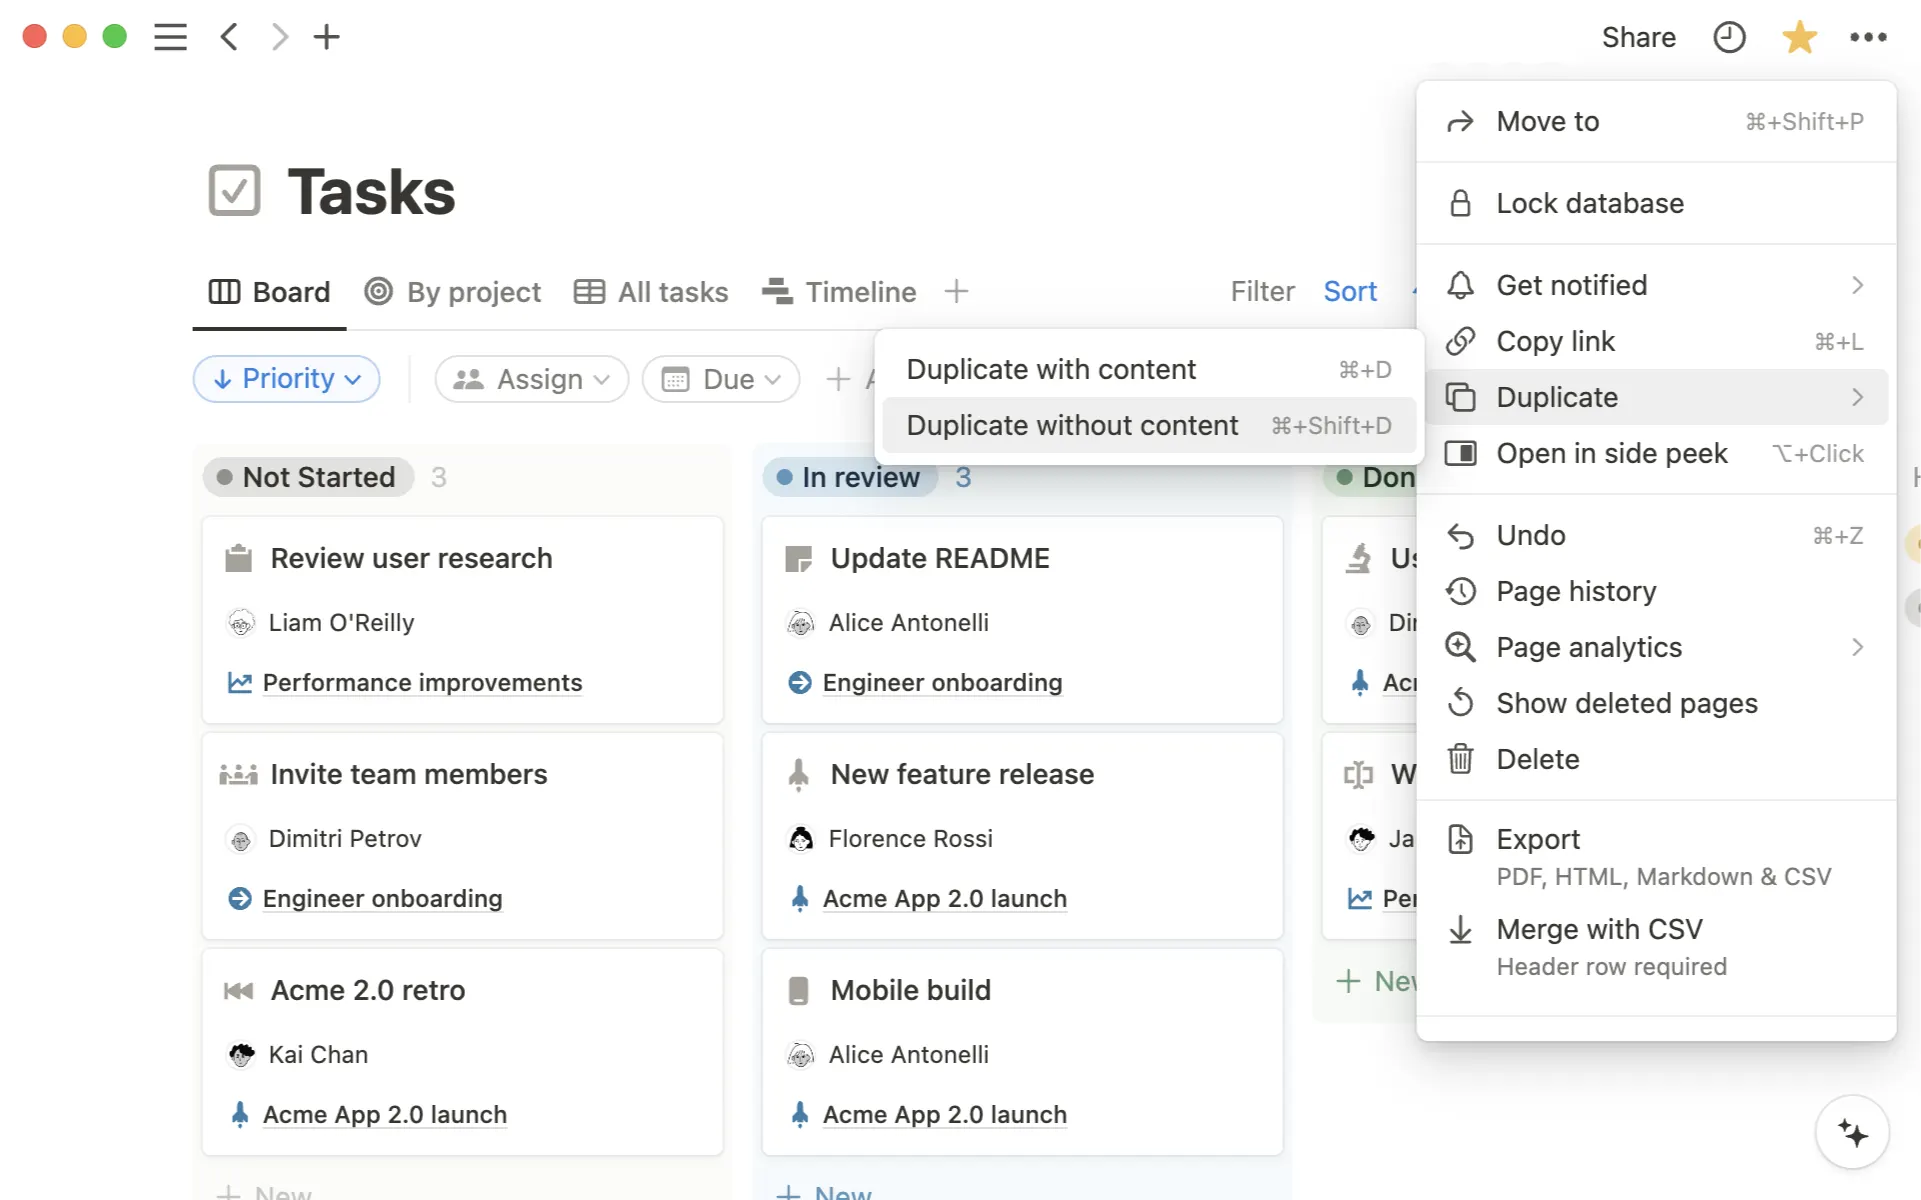 Share
Tasks
Board
By project
All tasks
Timeline
Filter
Sort
Priority
Assign
Due
Duplicate with content ⌘+D
Duplicate without content ⌘+Shift+D
Move to ⌘+Shift+P
Lock database
Get notified
Copy link ⌘+L
Duplicate
Open in side peek ⌥+Click
Undo ⌘+Z
Page history
Page analytics
Show deleted pages
Delete
Export
PDF, HTML, Markdown & CSV
Merge with CSV
Header row required
Not Started 3
Review user research
Liam O'Reilly
Performance improvements
Invite team members
Dimitri Petrov
Engineer onboarding
Acme 2.0 retro
Kai Chan
Acme App 2.0 launch
New
In review 3
Update README
Alice Antonelli
Engineer onboarding
New feature release
Florence Rossi
Acme App 2.0 launch
Mobile build
Alice Antonelli
Acme App 2.0 launch
New